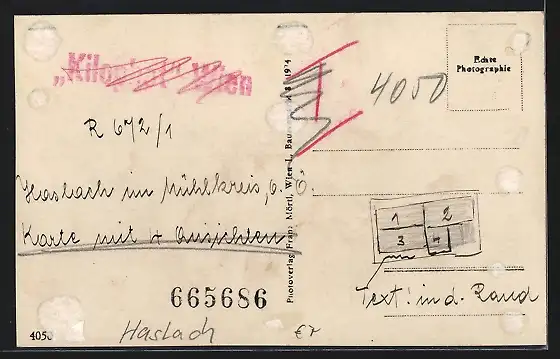 „Kilophot" Wien
R 672/1
Haslach im Mühlkreis, O. Ö.
Karte mit 4 Ansichten
665686
4050
Haslach
Photoverlag Franz Mörtl, Wien I.,
4050
Echte
Photographie
1 2
3 4
Text! in d. Rand
€7